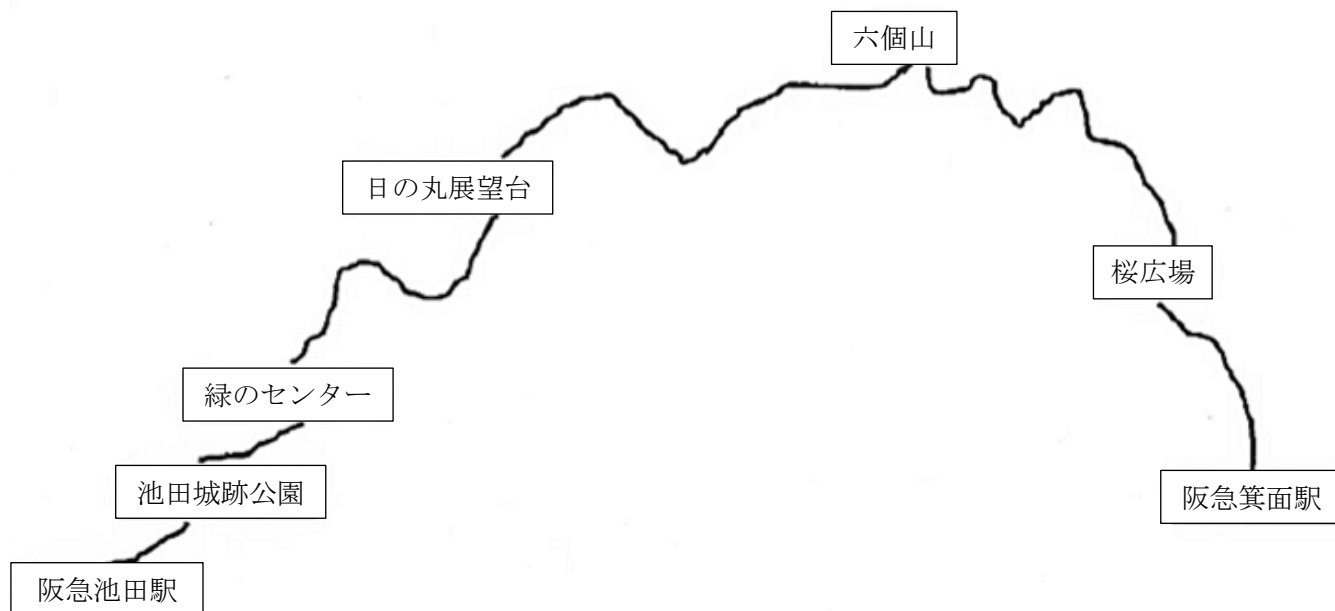 六個山
日の丸展望台
桜広場
緑のセンター
池田城跡公園
阪急箕面駅
阪急池田駅